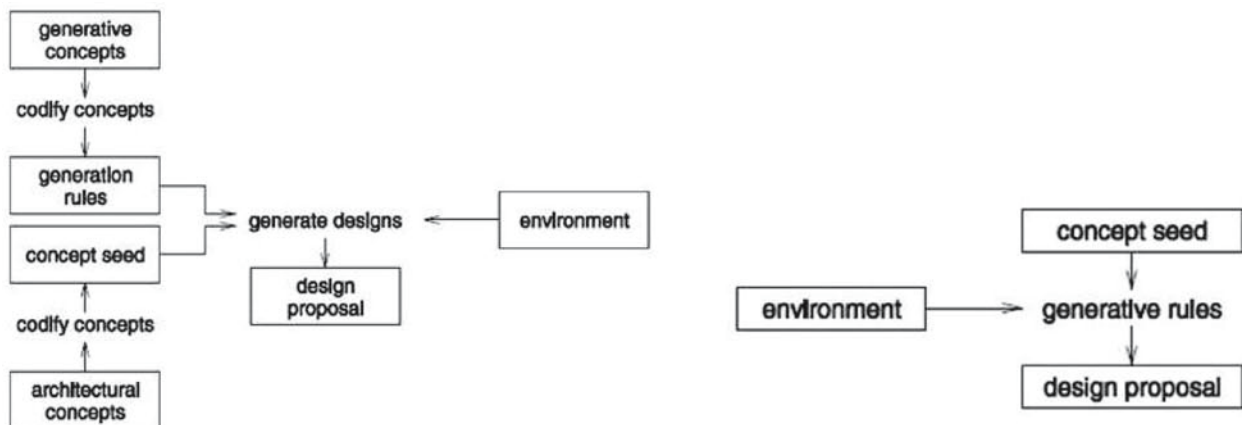 generative
concepts
codify concepts
generation
rules
generate designs
environment
concept seed
design
proposal
codify concepts
architectural
concepts
concept seed
environment
generative rules
design proposal